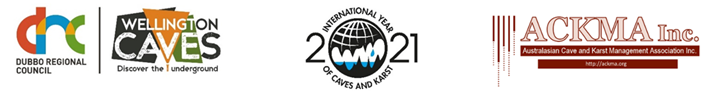 drc
DUBBO REGIONAL
COUNCIL
WELLINGTON
CAVES
Discover the underground
INTERNATIONAL YEAR
2021
OF CAVES AND KARST
ACKMA Inc.
Australasian Cave and Karst Management Association Inc.
http://ackma.org